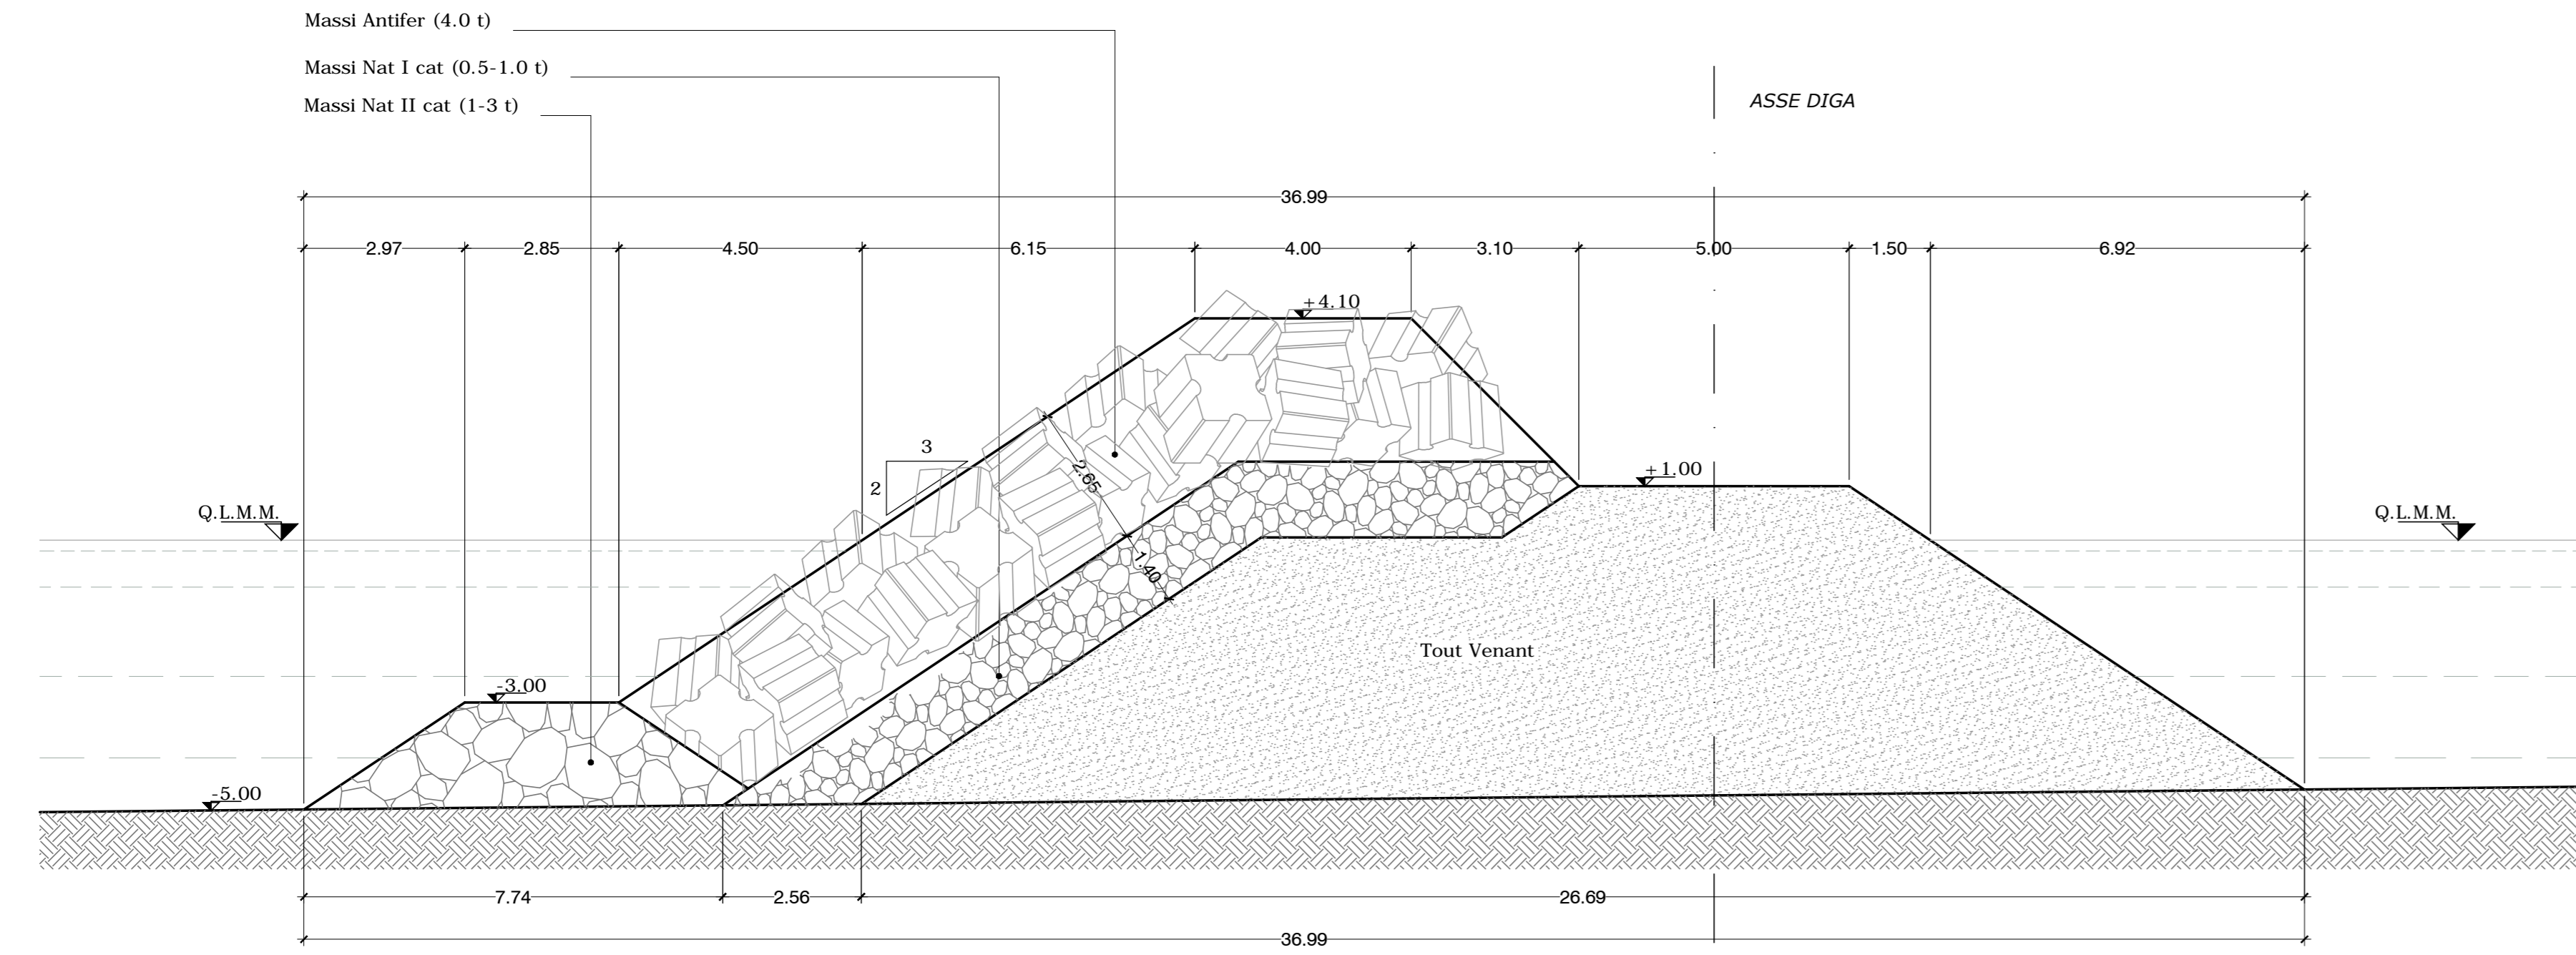 Massi Antifer (4.0 t)
Massi Nat I cat (0.5-1.0 t)
Massi Nat II cat (1-3 t)
ASSE DIGA
36.99
2.97 2.85 4.50 6.15 4.00 3.10 5.00 1.50 6.92
+4.10
3
2
2.65
+1.00
Q.L.M.M.
Q.L.M.M.
1.40
Tout Venant
-3.00
-5.00
7.74 2.56 26.69
36.99